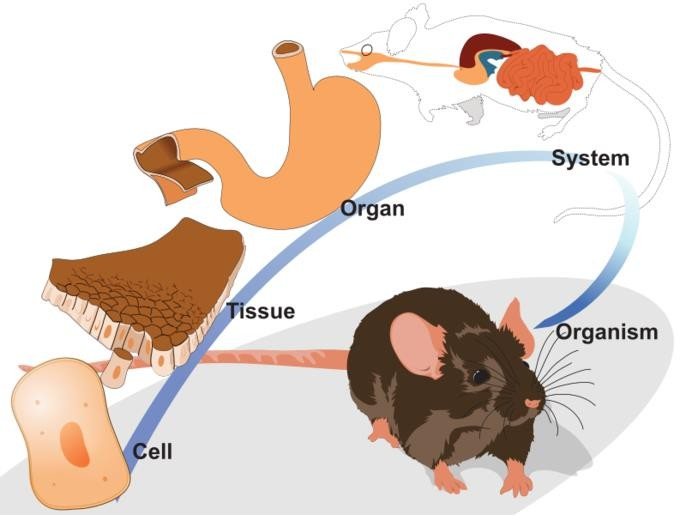 System
Organ
Tissue
Organism
Cell